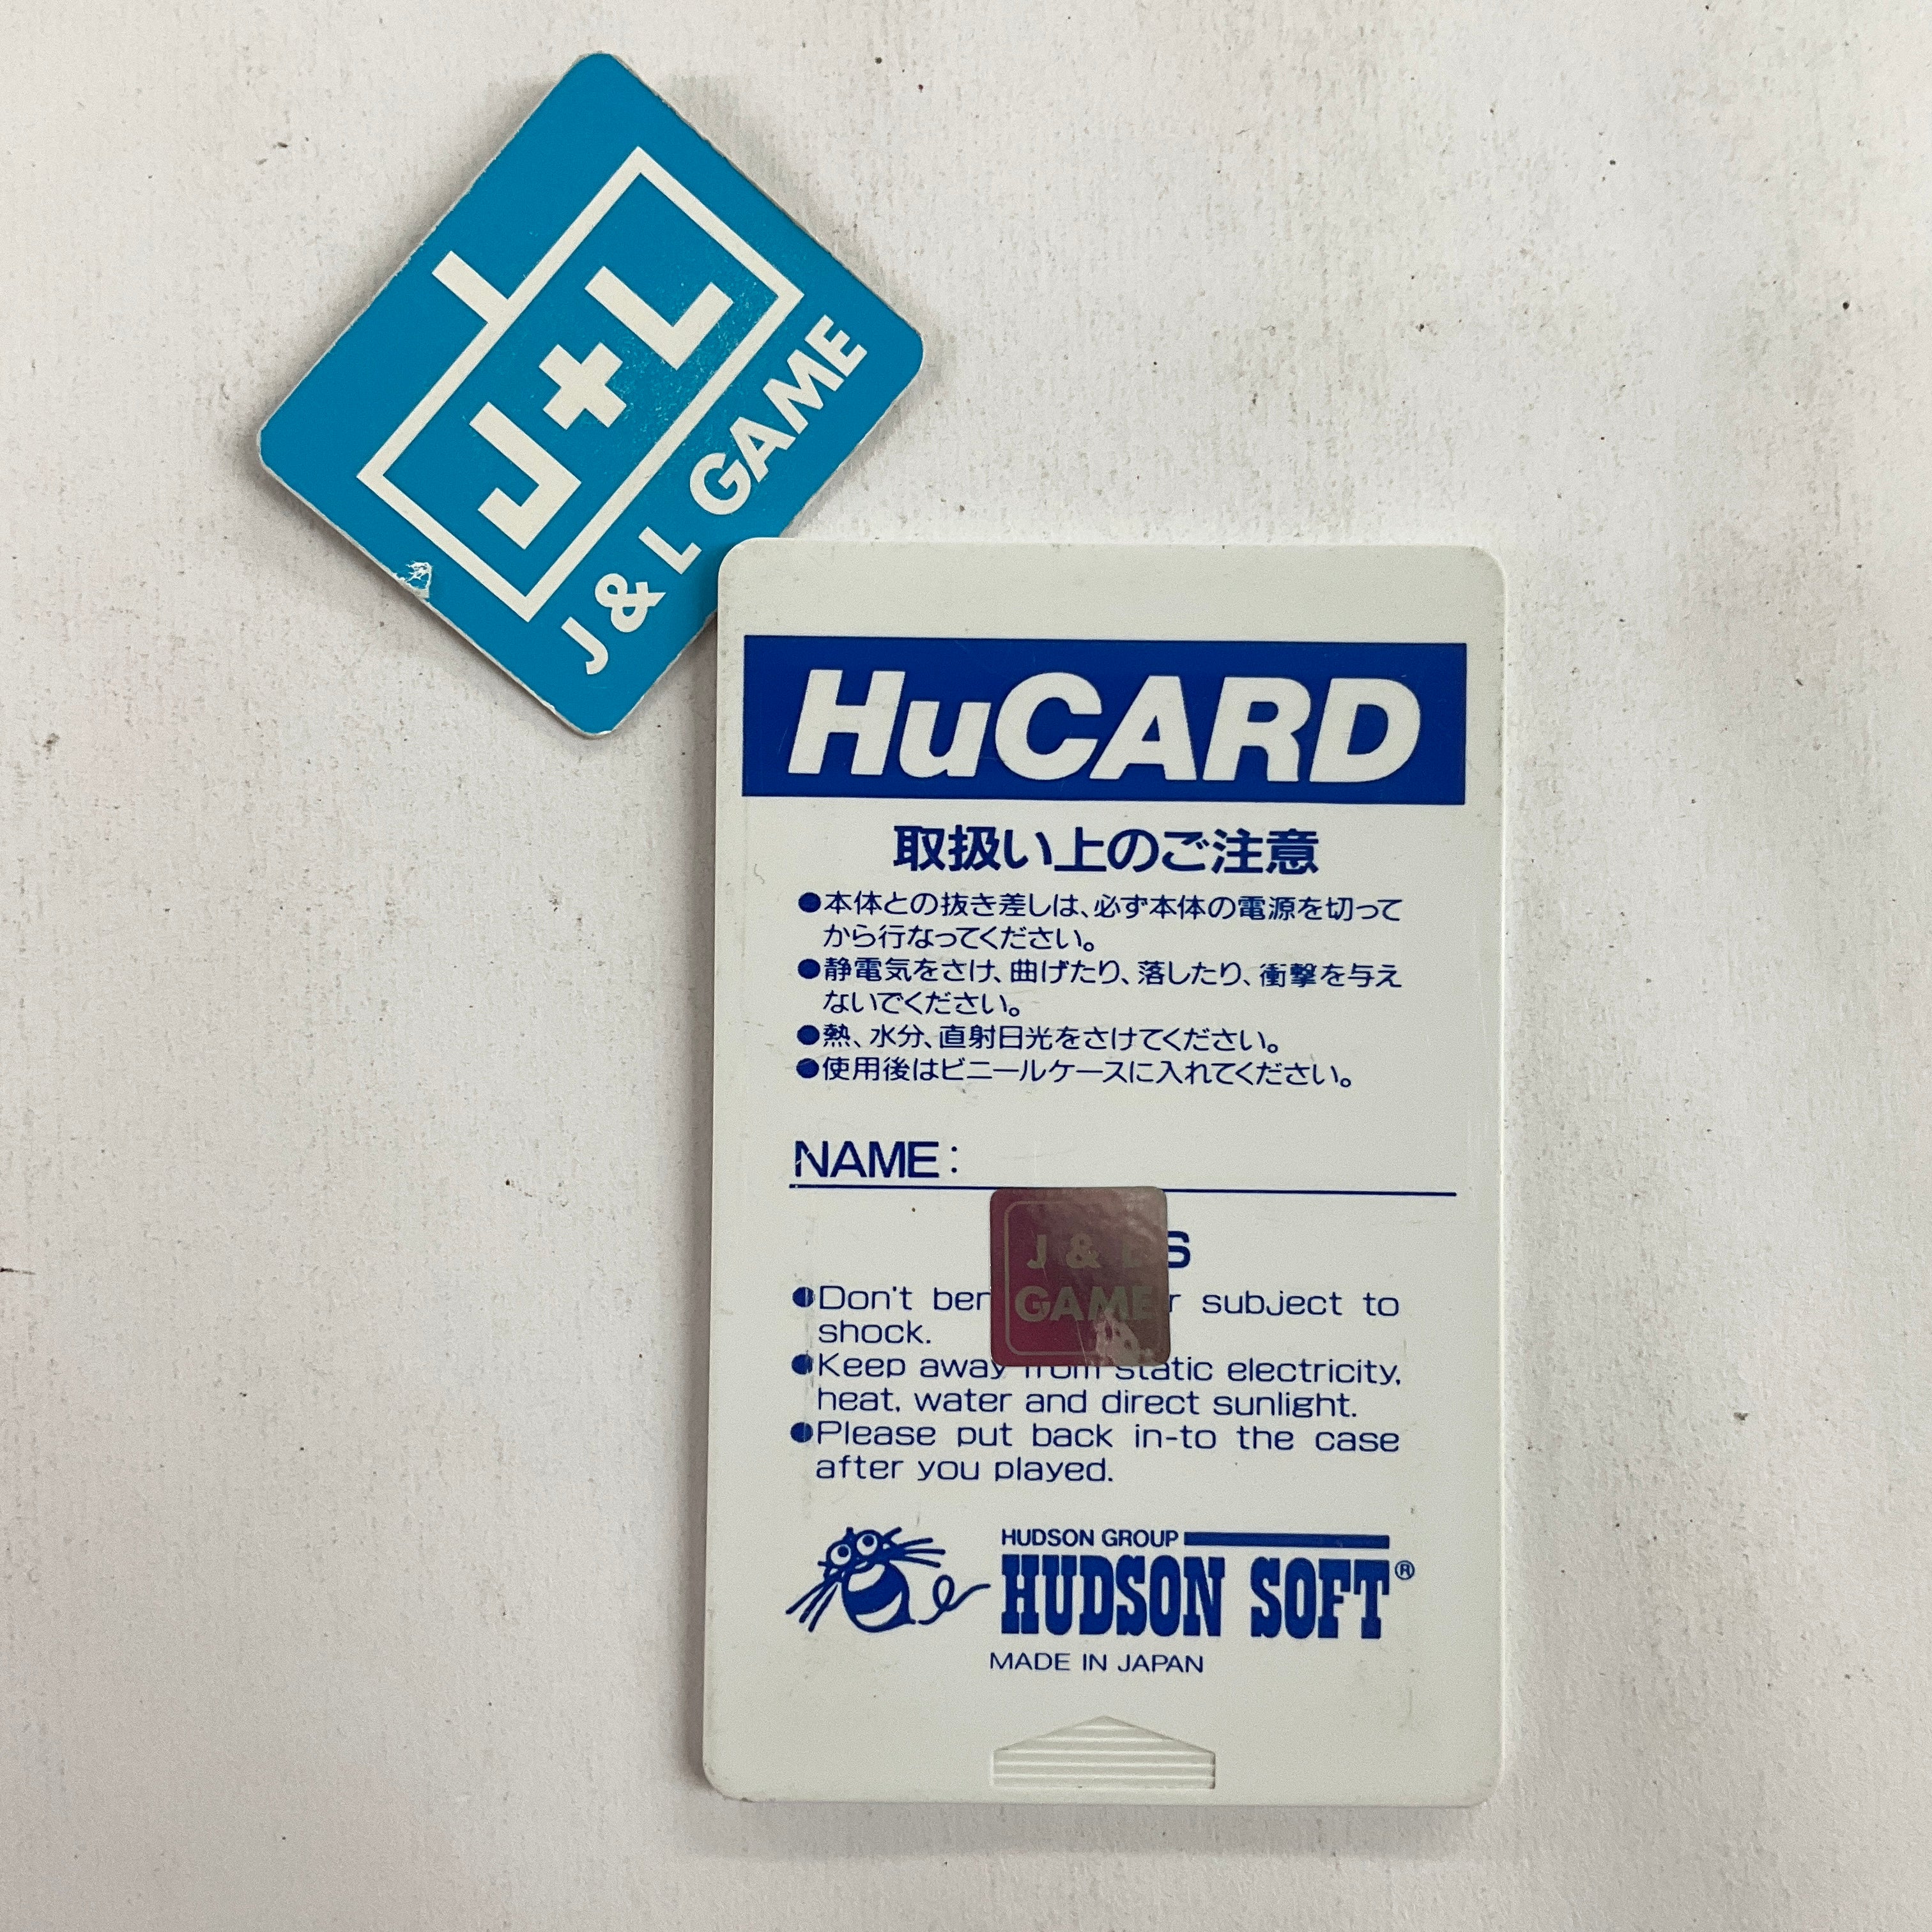 J+L
J & L GAME
HuCARD
取扱い上のご注意
●本体との抜き差しは、必ず本体の電源を切って
から行なってください。
●静電気をさけ、曲げたり、落したり、衝撃を与え
ないでください。
●熱、水分、直射日光をさけてください。
●使用後はビニールケースに入れてください。
NAME:
J & L
GAME
●Don't subject to
shock.
●Keep away from static electricity,
heat, water and direct sunlight.
●Please put back in-to the case
after you played.
HUDSON GROUP
HUDSON SOFT®
MADE IN JAPAN